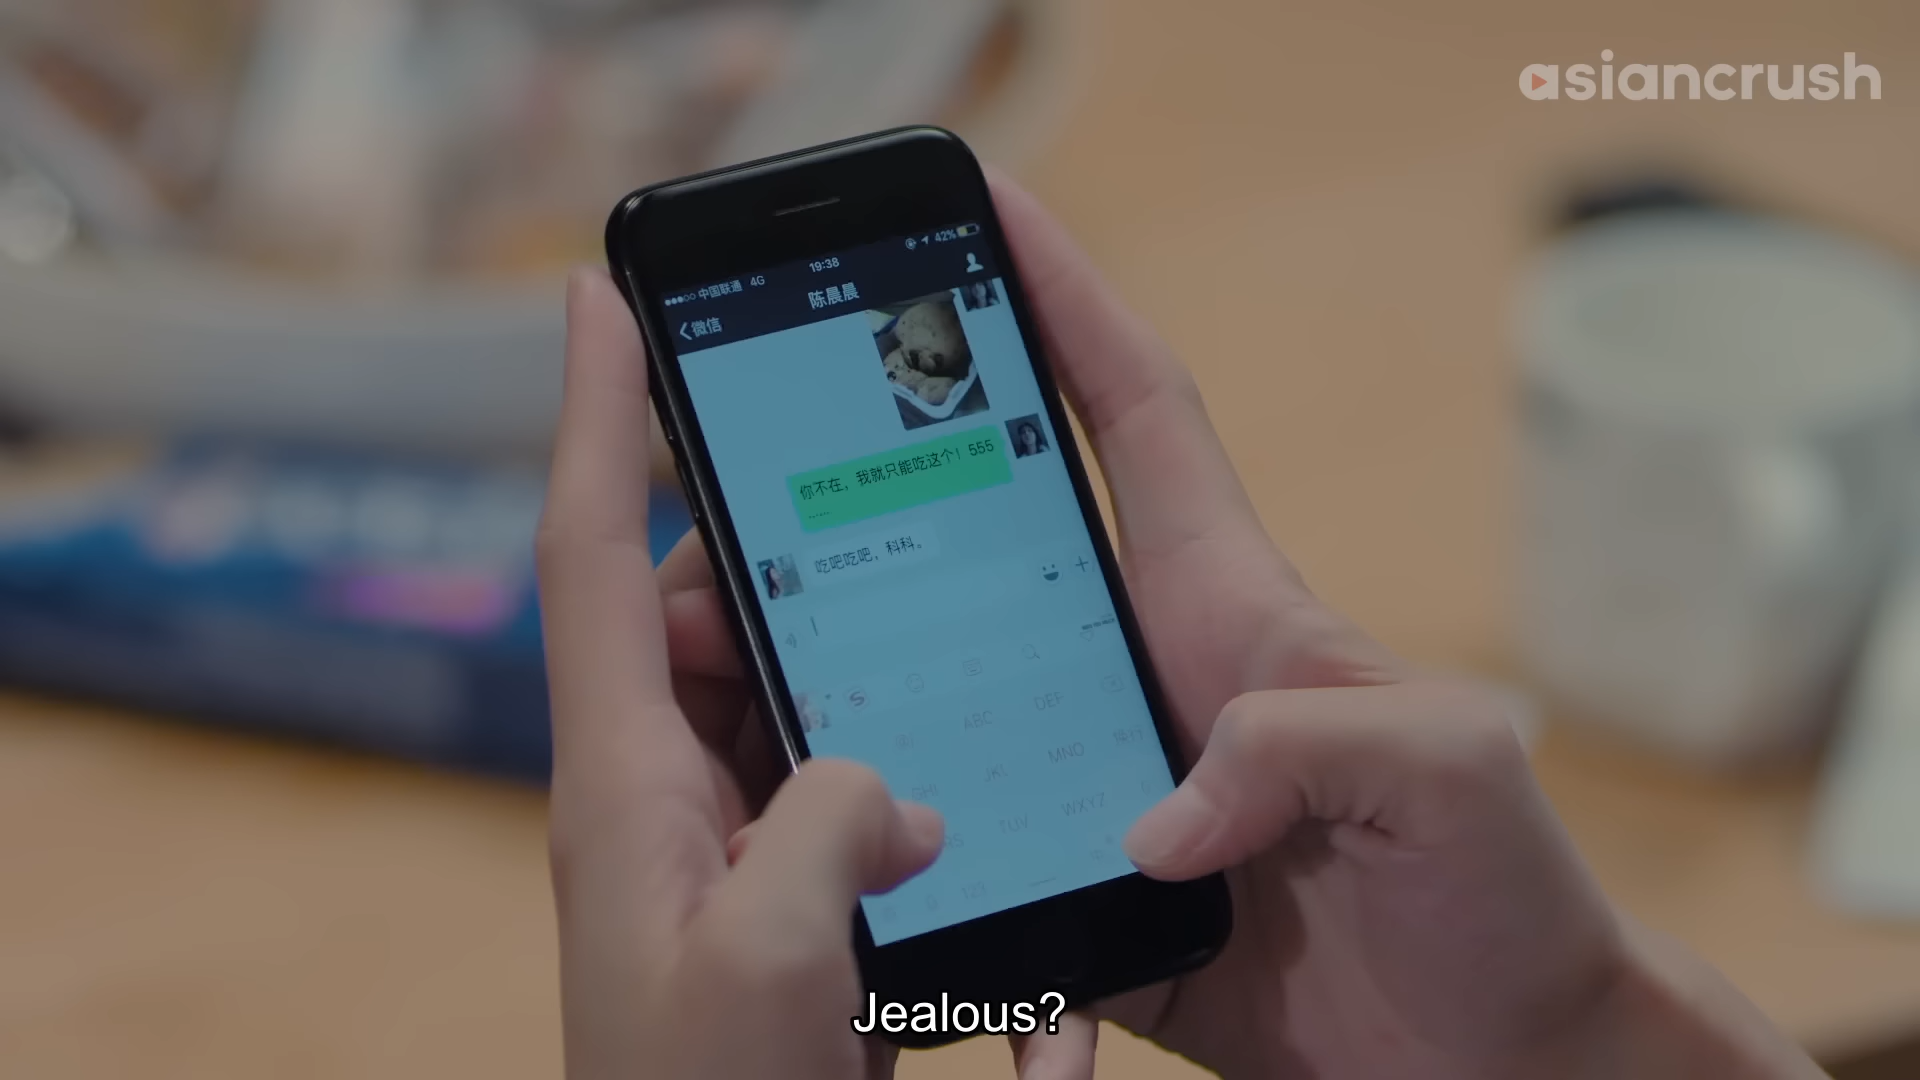 asiancrush
中国联通 4G
19:38
42%
微信
陈晨晨
你不在，我就只能吃这个！555
……
吃吧吃吧，科科。
S
ABC
DEF
GHI
JKL
MNO
TUV
WXYZ
123
Jealous?